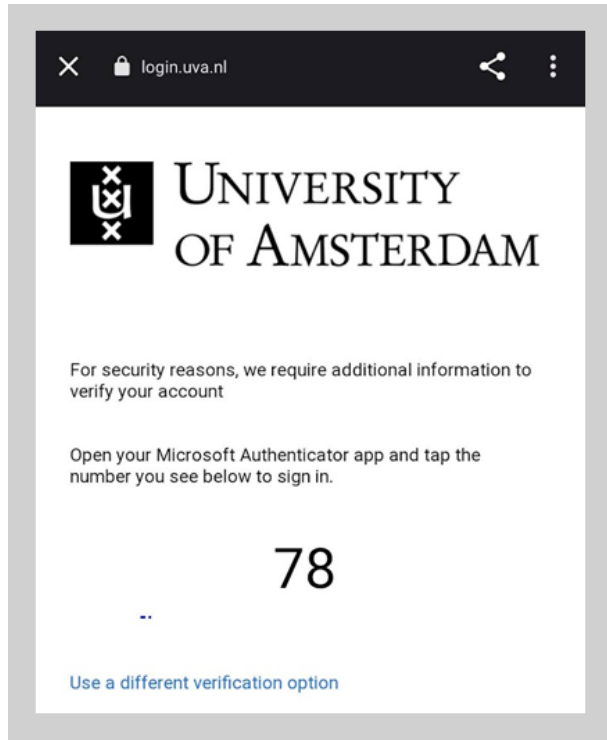 login.uva.nl
UNIVERSITY
OF AMSTERDAM
For security reasons, we require additional information to
verify your account
Open your Microsoft Authenticator app and tap the
number you see below to sign in.
78
Use a different verification option